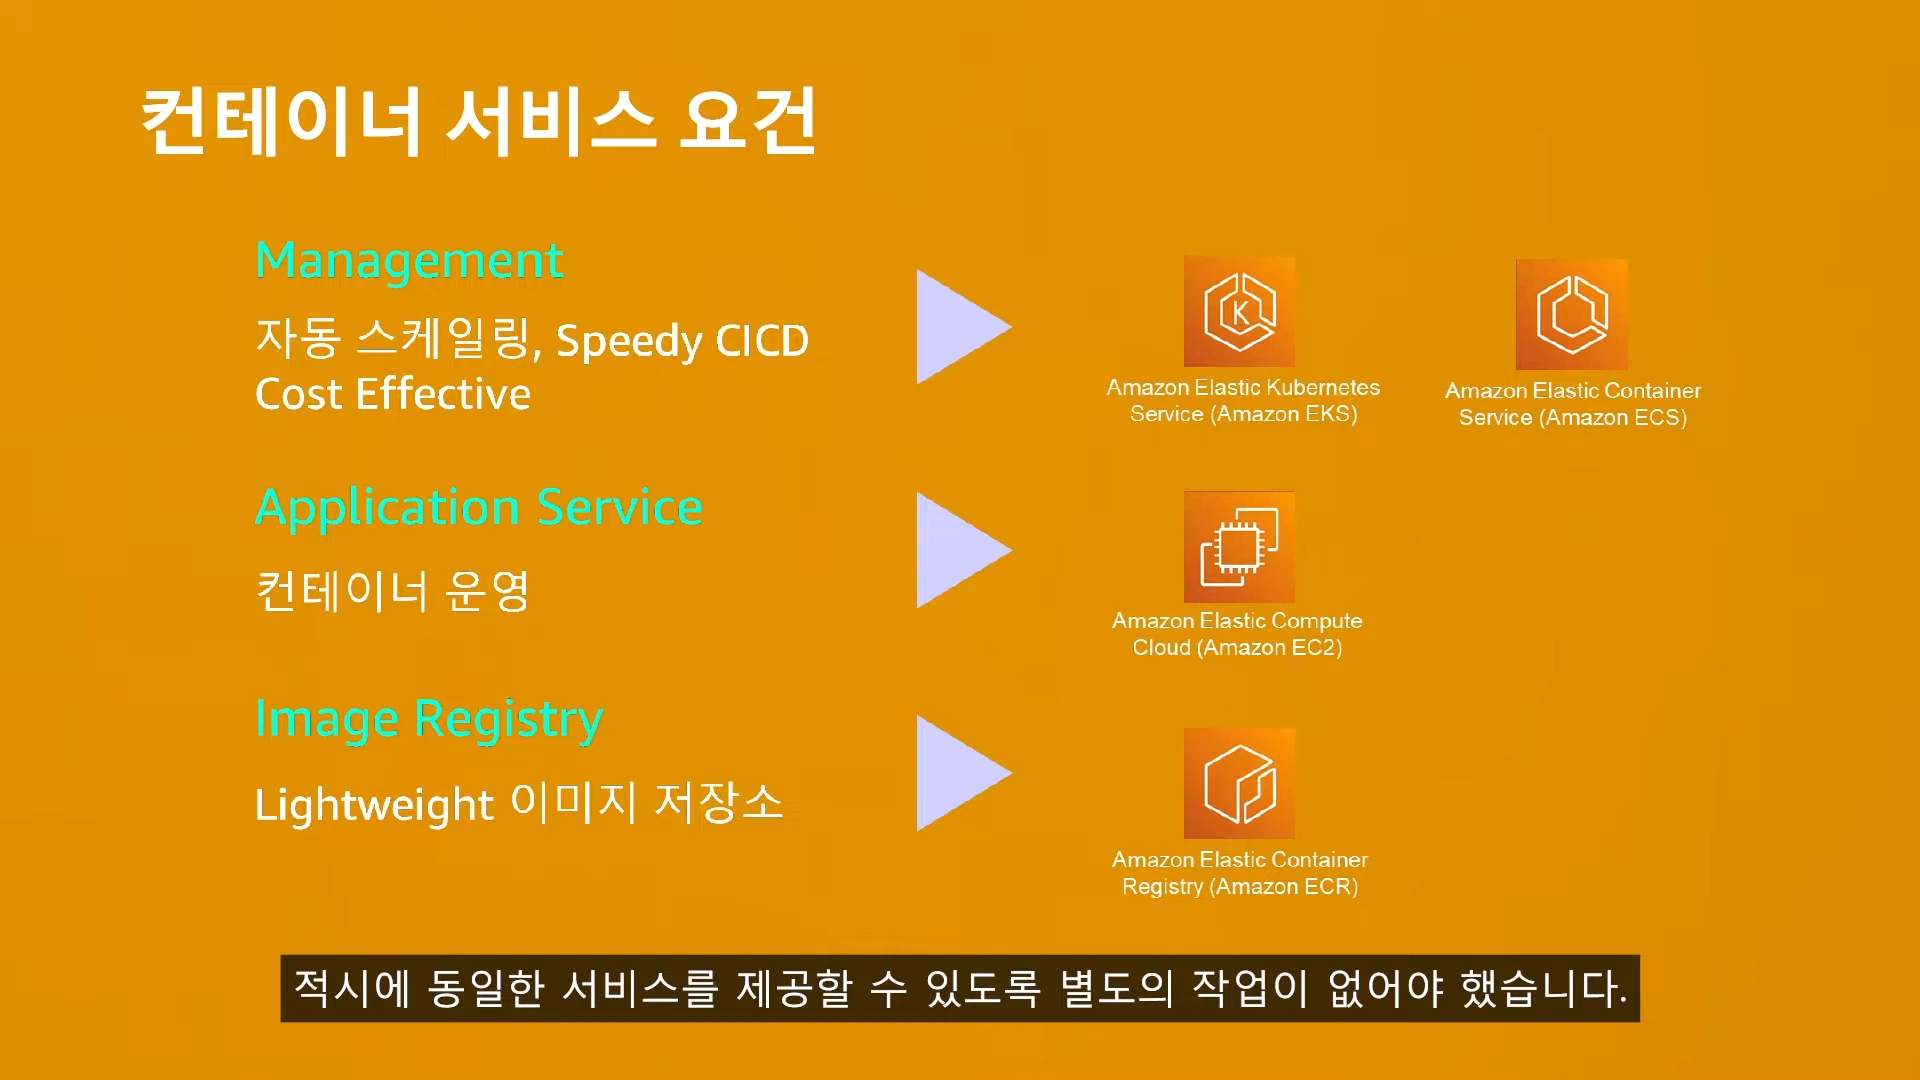 컨테이너 서비스 요건
Management
자동 스케일링, Speedy CICD
Cost Effective
K
Amazon Elastic Kubernetes
Service (Amazon EKS)
Amazon Elastic Container
Service (Amazon ECS)
Application Service
컨테이너 운영
Amazon Elastic Compute
Cloud (Amazon EC2)
Image Registry
Lightweight 이미지 저장소
Amazon Elastic Container
Registry (Amazon ECR)
적시에 동일한 서비스를 제공할 수 있도록 별도의 작업이 없어야 했습니다.